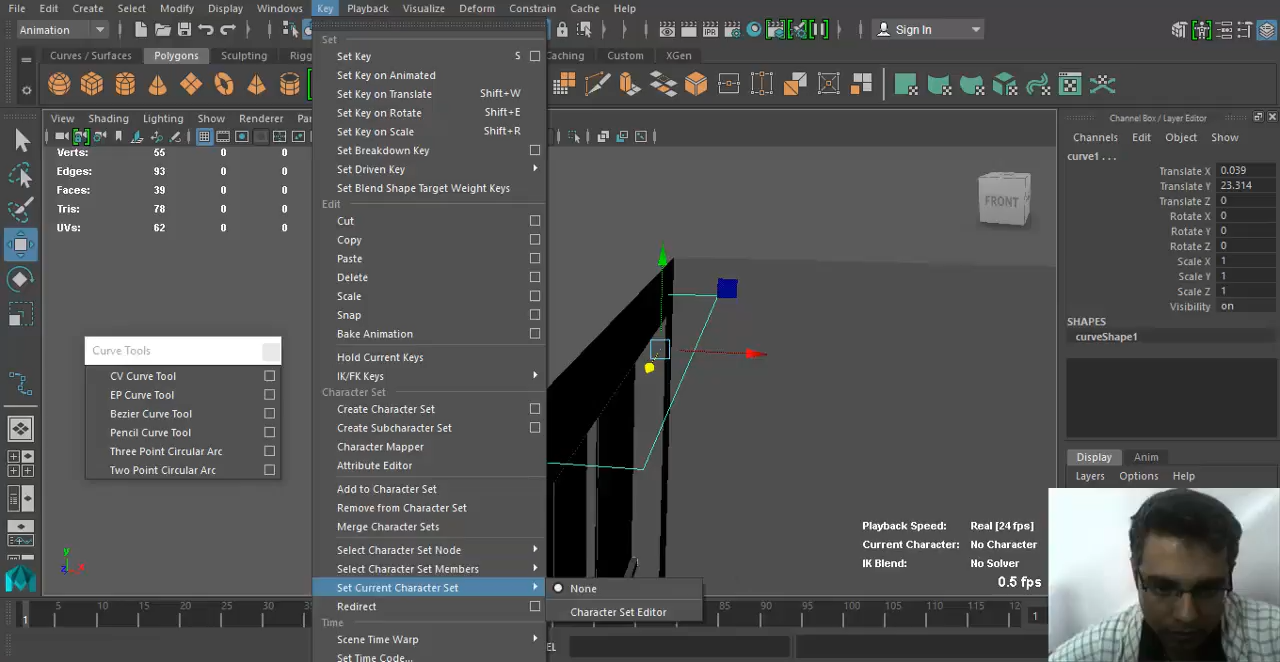 File Edit Create Select Modify Display Windows Key Playback Visualize Deform Constrain Cache Help
Animation
Sign In
Curves / Surfaces Polygons Sculpting Rigg
Caching Custom XGen
View Shading Lighting Show Renderer Pan
Verts: 55 0 0
Edges: 93 0 0
Faces: 39 0 0
Tris: 78 0 0
UVs: 62 0 0
Set
Set Key S
Set Key on Animated
Set Key on Translate Shift+W
Set Key on Rotate Shift+E
Set Key on Scale Shift+R
Set Breakdown Key
Set Driven Key
Set Blend Shape Target Weight Keys
Edit
Cut
Copy
Paste
Delete
Scale
Snap
Bake Animation
Hold Current Keys
IK/FK Keys
Character Set
Create Character Set
Create Subcharacter Set
Character Mapper
Attribute Editor
Add to Character Set
Remove from Character Set
Merge Character Sets
Select Character Set Node
Select Character Set Members
Set Current Character Set
Redirect
Time
Scene Time Warp
Set Time Code...
None
Character Set Editor
Curve Tools
CV Curve Tool
EP Curve Tool
Bezier Curve Tool
Pencil Curve Tool
Three Point Circular Arc
Two Point Circular Arc
FRONT
Channel Box / Layer Editor
Channels Edit Object Show
curve1 . . .
Translate X 0.039
Translate Y 23.314
Translate Z 0
Rotate X 0
Rotate Y 0
Rotate Z 0
Scale X 1
Scale Y 1
Scale Z 1
Visibility on
SHAPES
curveShape1
Display Anim
Layers Options Help
Playback Speed: Real [24 fps]
Current Character: No Character
IK Blend: No Solver
0.5 fps
y
z x
1 5 10 15 20 25 85 90 95 100 105 110 115 12 1
EL